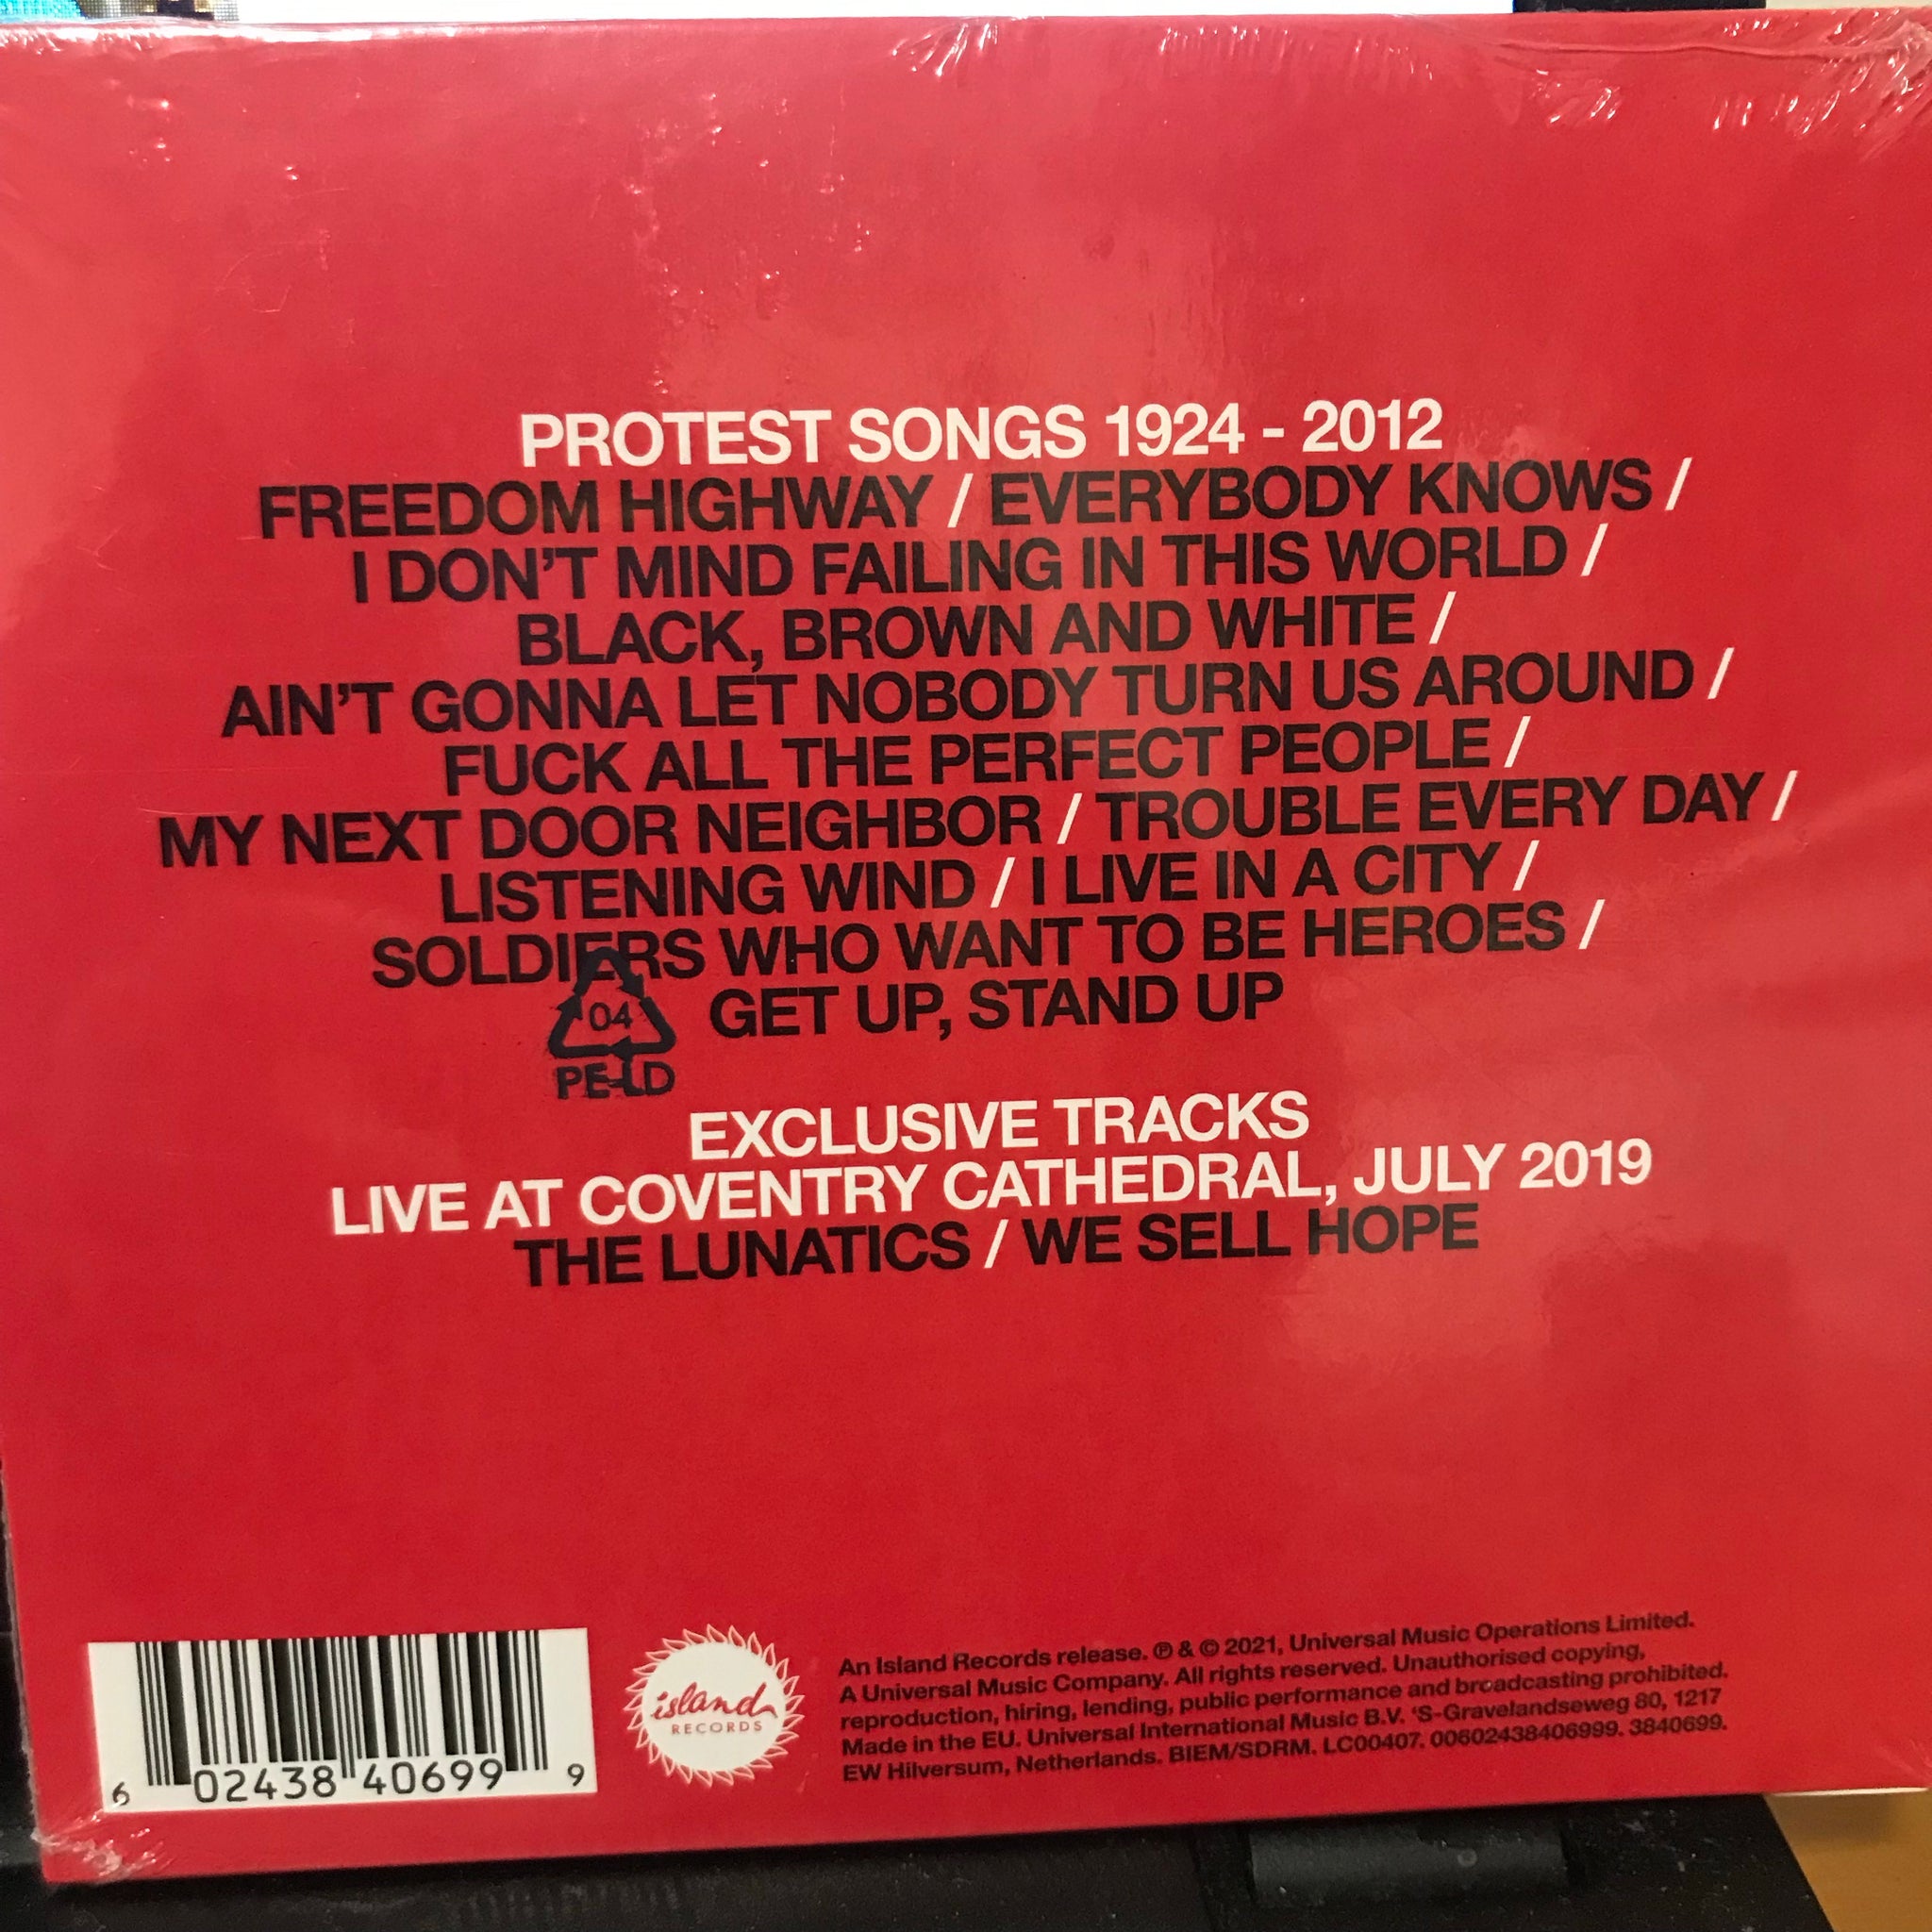 PROTEST SONGS 1924 - 2012
FREEDOM HIGHWAY / EVERYBODY KNOWS /
I DON'T MIND FAILING IN THIS WORLD /
BLACK, BROWN AND WHITE /
AIN'T GONNA LET NOBODY TURN US AROUND /
FUCK ALL THE PERFECT PEOPLE /
MY NEXT DOOR NEIGHBOR / TROUBLE EVERY DAY /
LISTENING WIND / I LIVE IN A CITY /
SOLDIERS WHO WANT TO BE HEROES /
GET UP, STAND UP
04
PE-LD
EXCLUSIVE TRACKS
LIVE AT COVENTRY CATHEDRAL, JULY 2019
THE LUNATICS / WE SELL HOPE
6 02438 40699 9
island
RECORDS
An Island Records release. ℗ & © 2021, Universal Music Operations Limited.
A Universal Music Company. All rights reserved. Unauthorised copying,
reproduction, hiring, lending, public performance and broadcasting prohibited.
Made in the EU. Universal International Music B.V. 'S-Gravelandseweg 80, 1217
EW Hilversum, Netherlands. BIEM/SDRM. LC00407. 00602438406999. 3840699.